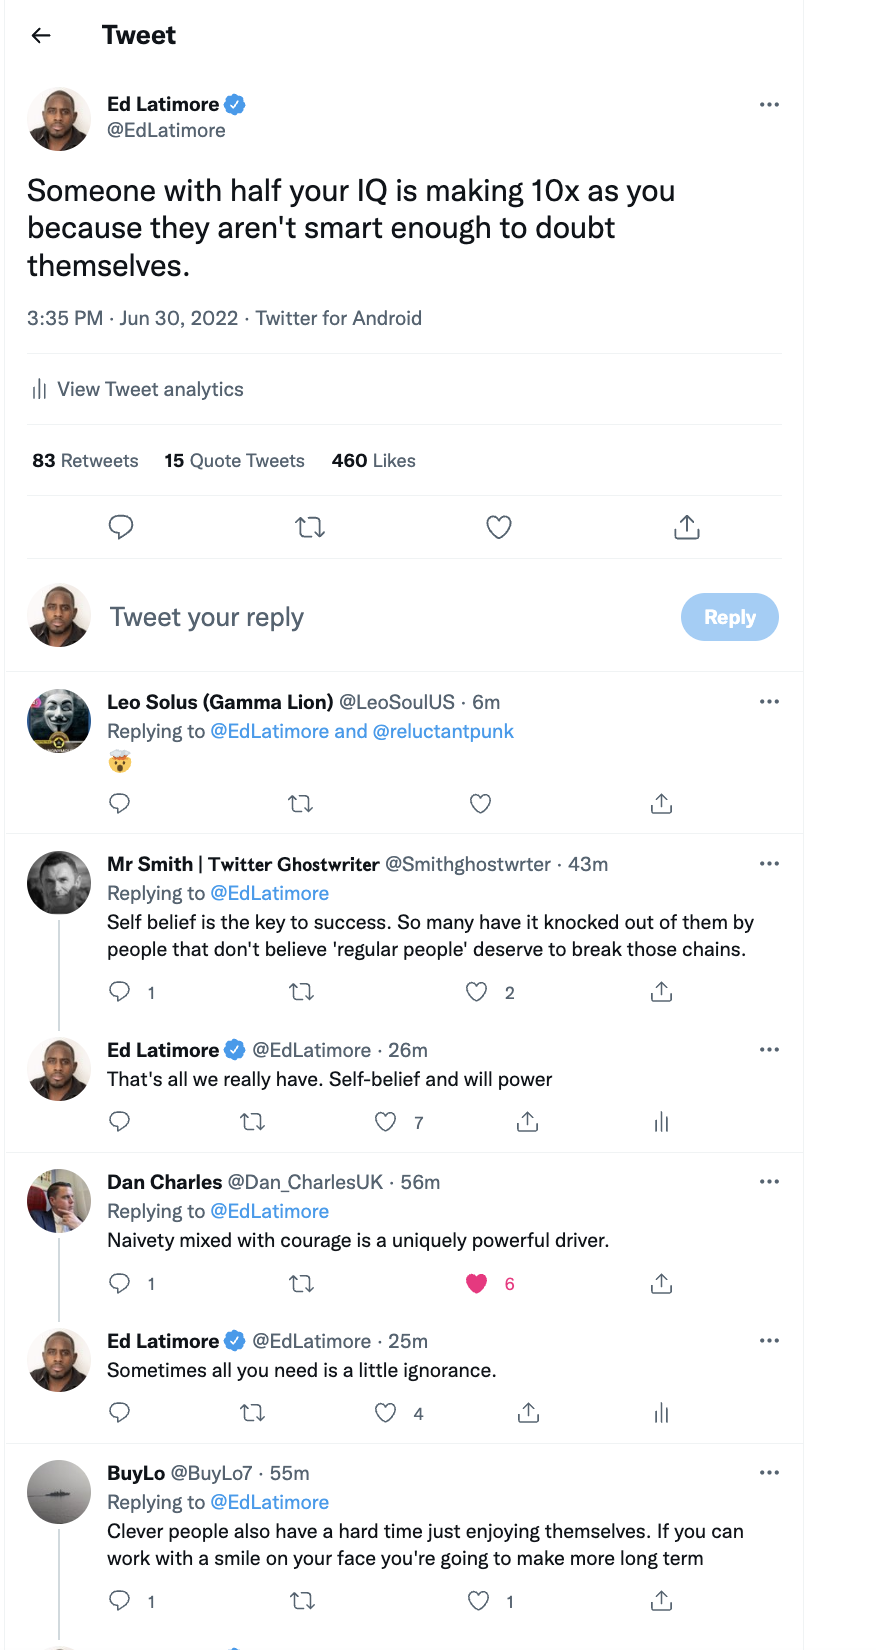 Tweet
Ed Latimore
@EdLatimore
Someone with half your IQ is making 10x as you
because they aren't smart enough to doubt
themselves.
3:35 PM · Jun 30, 2022 · Twitter for Android
View Tweet analytics
83 Retweets 15 Quote Tweets 460 Likes
Tweet your reply
Reply
Leo Solus (Gamma Lion) @LeoSoulUS · 6m
Replying to @EdLatimore and @reluctantpunk
🤯
Mr Smith | Twitter Ghostwriter @Smithghostwrter · 43m
Replying to @EdLatimore
Self belief is the key to success. So many have it knocked out of them by
people that don't believe 'regular people' deserve to break those chains.
1 2
Ed Latimore @EdLatimore · 26m
That's all we really have. Self-belief and will power
7
Dan Charles @Dan_CharlesUK · 56m
Replying to @EdLatimore
Naivety mixed with courage is a uniquely powerful driver.
1 6
Ed Latimore @EdLatimore · 25m
Sometimes all you need is a little ignorance.
4
BuyLo @BuyLo7 · 55m
Replying to @EdLatimore
Clever people also have a hard time just enjoying themselves. If you can
work with a smile on your face you're going to make more long term
1 1